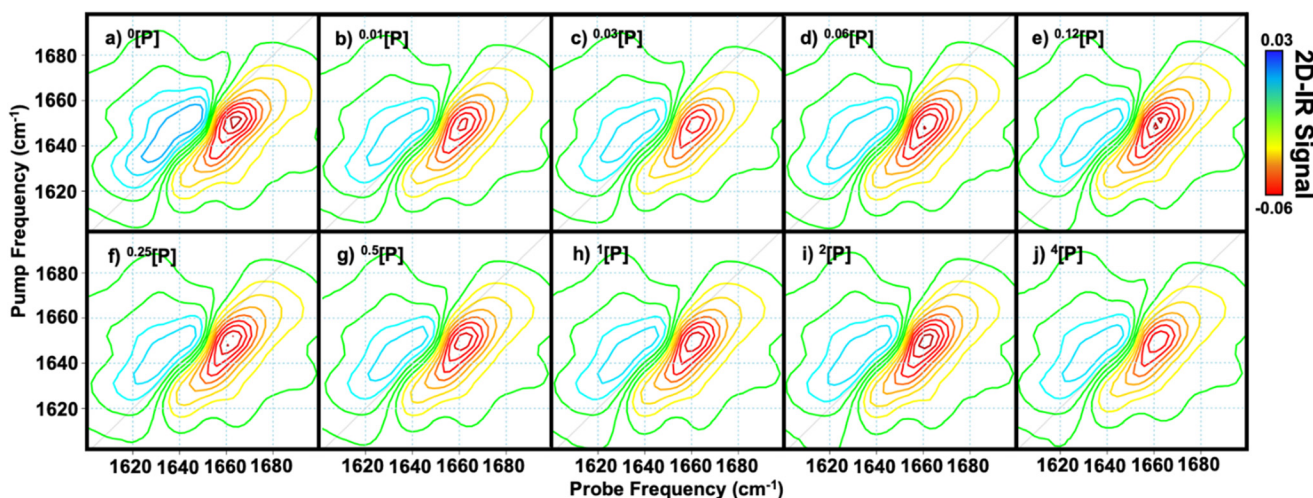 a) ⁰[P]
b) ⁰·⁰¹[P]
c) ⁰·⁰³[P]
d) ⁰·⁰⁶[P]
e) ⁰·¹²[P]
1680
1660
1640
1620
0.03
-0.06
2D-IR Signal
Pump Frequency (cm⁻¹)
f) ⁰·²⁵[P]
g) ⁰·⁵[P]
h) ¹[P]
i) ²[P]
j) ⁴[P]
1680
1660
1640
1620
1620 1640 1660 1680
1620 1640 1660 1680
1620 1640 1660 1680
1620 1640 1660 1680
1620 1640 1660 1680
Probe Frequency (cm⁻¹)